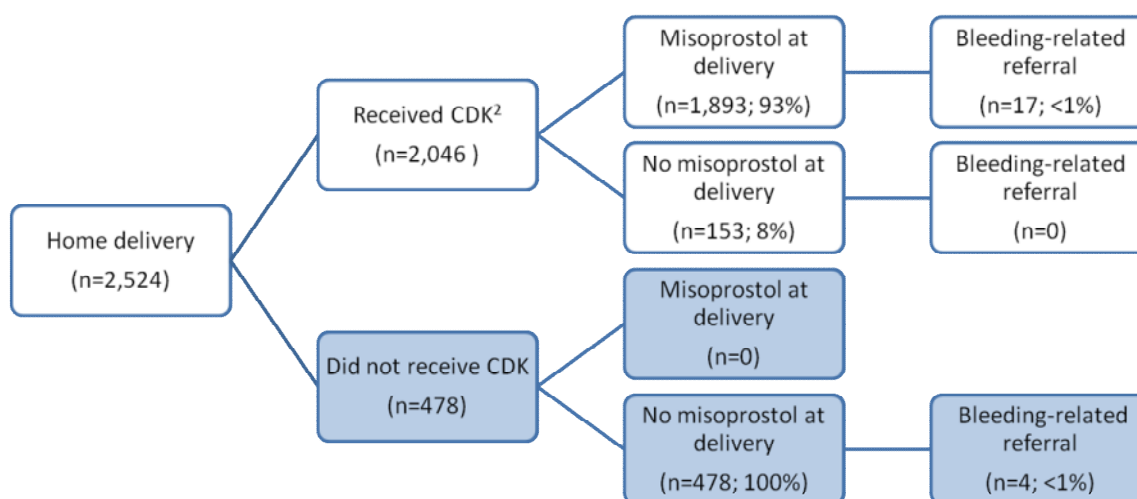 Home delivery
(n=2,524)
Received CDK²
(n=2,046 )
Did not receive CDK
(n=478)
Misoprostol at
delivery
(n=1,893; 93%)
No misoprostol at
delivery
(n=153; 8%)
Misoprostol at
delivery
(n=0)
No misoprostol at
delivery
(n=478; 100%)
Bleeding-related
referral
(n=17; <1%)
Bleeding-related
referral
(n=0)
Bleeding-related
referral
(n=4; <1%)